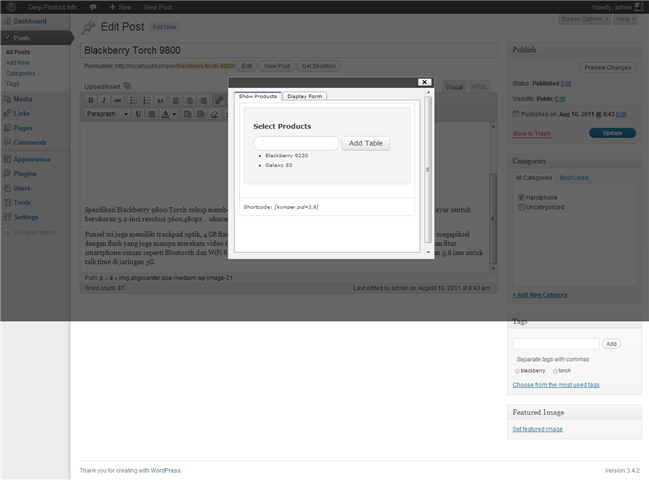 Derp Product Info 0 + New View Post Howdy, admin
Dashboard
Posts
All Posts
Add New
Categories
Tags
Media
Links
Pages
Comments
Appearance
Plugins
Users
Tools
Settings
Collapse menu
Screen Options Help
Edit Post Add New
Blackberry Torch 9800
Permalink: http://localhost/komper/blackberry-torch-9800/ Edit View Post Get Shortlink
Upload/Insert Visual HTML
Paragraph
Show Products Display Form
Select Products
Add Table
Blackberry 9230
Galaxy S3
Shortcode: [komper pid=3,9]
Spesifikasi Blackberry 9800 Torch cukup
layar sentuh
berukuran 3.2-inci resolusi 360x480px , ukuran
Ponsel ini juga memiliki trackpad optik, 4 GB
megapiksel
dengan flash yang juga mampu merekam video
fitur
smartphone umum seperti Bluetooth dan WiFi
5.8 jam untuk
talk time di jaringan 3G.
Path: p » a » img.aligncenter.size-medium wp-image-31
Word count: 87 Last edited by admin on August 10, 2011 at 8:43 am
Publish
Preview Changes
Status: Published Edit
Visibility: Public Edit
Published on: Aug 10, 2011 @ 8:43 Edit
Move to Trash Update
Categories
All Categories Most Used
Handphone
Uncategorized
+ Add New Category
Tags
Add
Separate tags with commas
blackberry torch
Choose from the most used tags
Featured Image
Set featured image
Thank you for creating with WordPress. Version 3.4.2